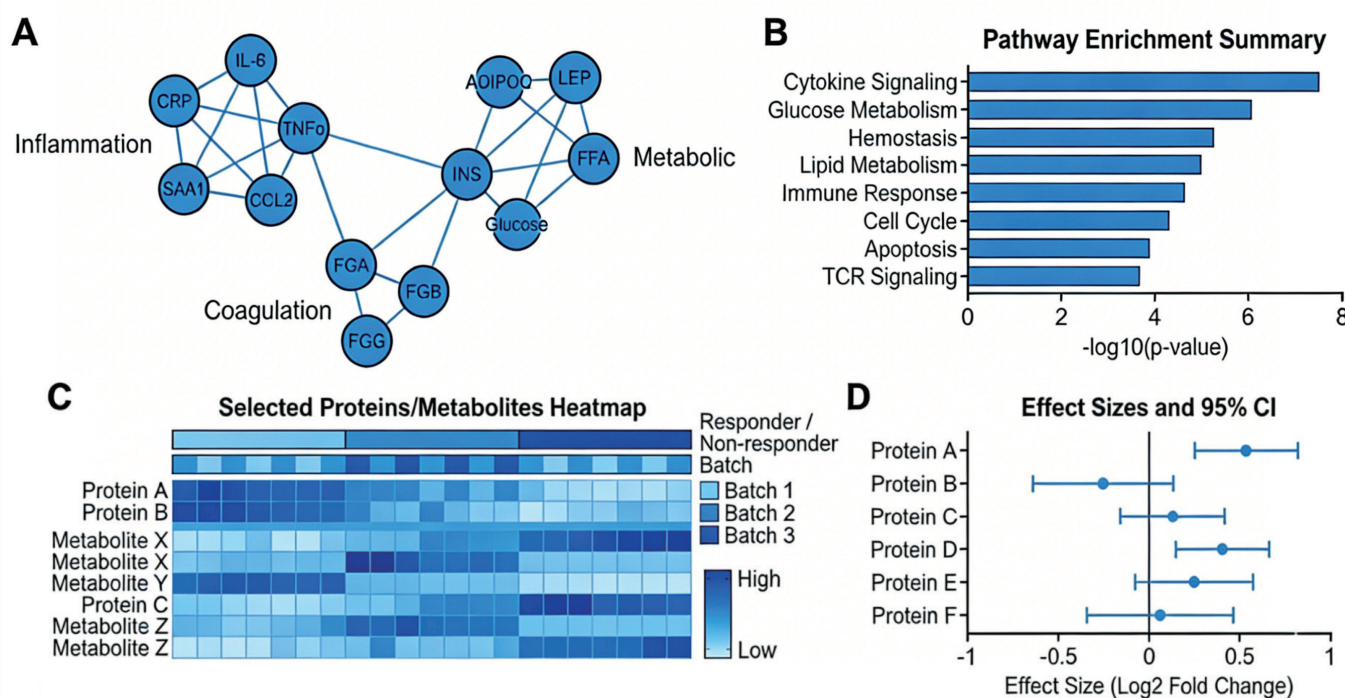 A
IL-6
CRP
TNFα
SAA1
CCL2
Inflammation
AOIPOQ
LEP
INS
FFA
Glucose
Metabolic
FGA
FGB
FGG
Coagulation
B
Pathway Enrichment Summary
Cytokine Signaling
Glucose Metabolism
Hemostasis
Lipid Metabolism
Immune Response
Cell Cycle
Apoptosis
TCR Signaling
0 2 4 6 8
-log10(p-value)
C
Selected Proteins/Metabolites Heatmap
Responder /
Non-responder
Batch
Batch 1
Batch 2
Batch 3
High
Low
Protein A
Protein B
Metabolite X
Metabolite X
Metabolite Y
Protein C
Metabolite Z
Metabolite Z
D
Effect Sizes and 95% CI
Protein A
Protein B
Protein C
Protein D
Protein E
Protein F
-1 -0.5 0 0.5 1
Effect Size (Log2 Fold Change)